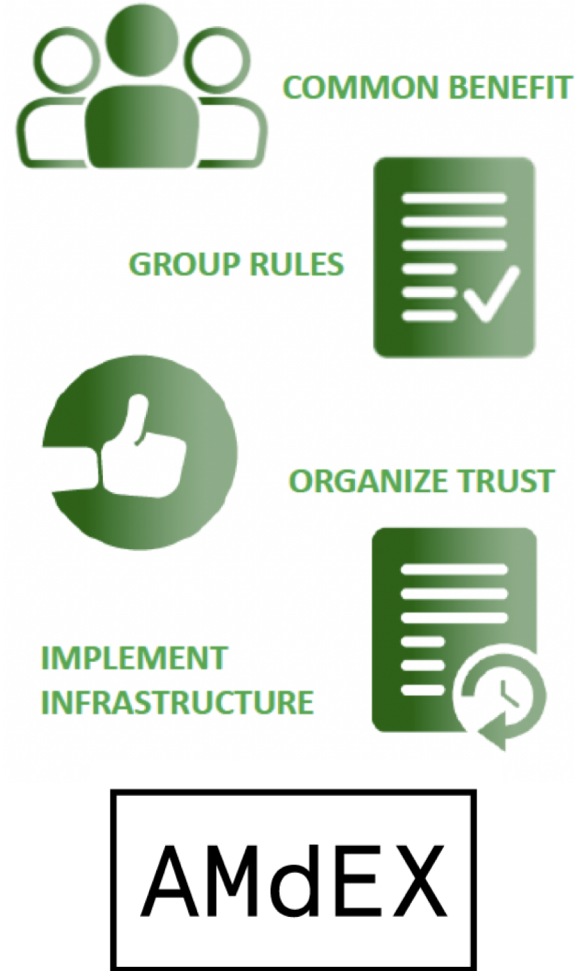 COMMON BENEFIT
GROUP RULES
ORGANIZE TRUST
IMPLEMENT
INFRASTRUCTURE
AMdEX